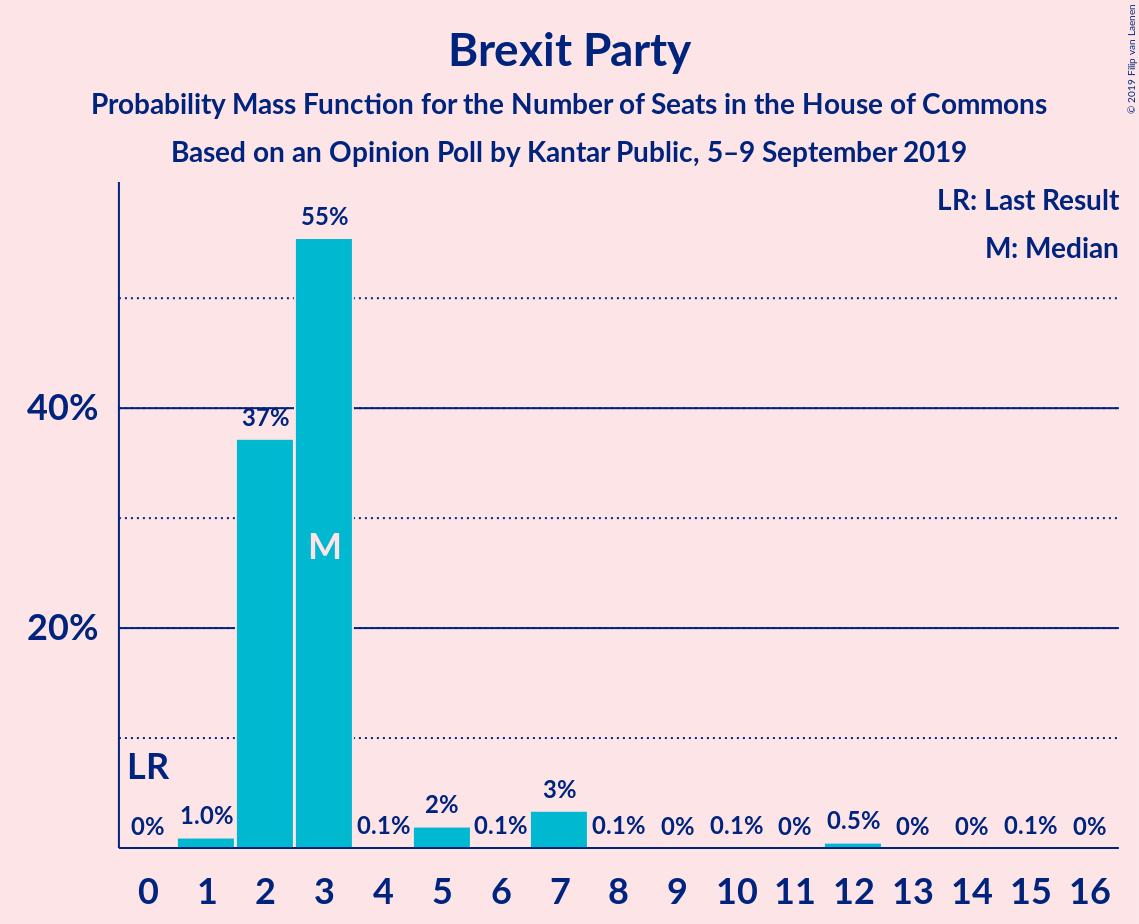 Brexit Party
Probability Mass Function for the Number of Seats in the House of Commons
Based on an Opinion Poll by Kantar Public, 5–9 September 2019
© 2019 Filip van Laenen
LR: Last Result
M: Median
55%
40%
37%
M
20%
LR
0% 1.0% 0.1% 2% 0.1% 3% 0.1% 0% 0.1% 0% 0.5% 0% 0% 0.1% 0%
0 1 2 3 4 5 6 7 8 9 10 11 12 13 14 15 16